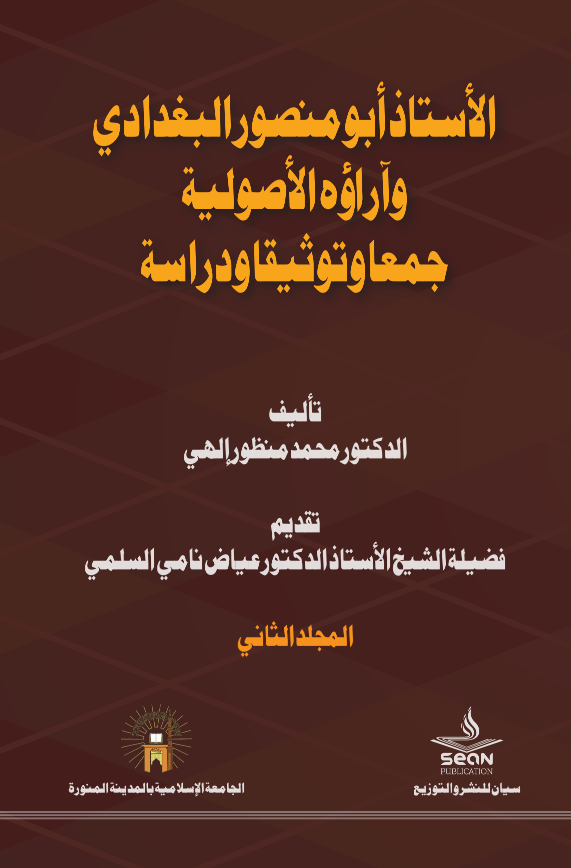 الأستاذ أبو منصور البغدادي
وآراؤه الأصولية
جمعا وتوثيقا ودراسة
تأليف
الدكتور محمد منظور إلهي
تقديم
فضيلة الشيخ الأستاذ الدكتور عياض نامي السلمي
المجلد الثاني
SEAN
PUBLICATION
الجامعة الإسلامية بالمدينة المنورة
سيان للنشر والتوزيع